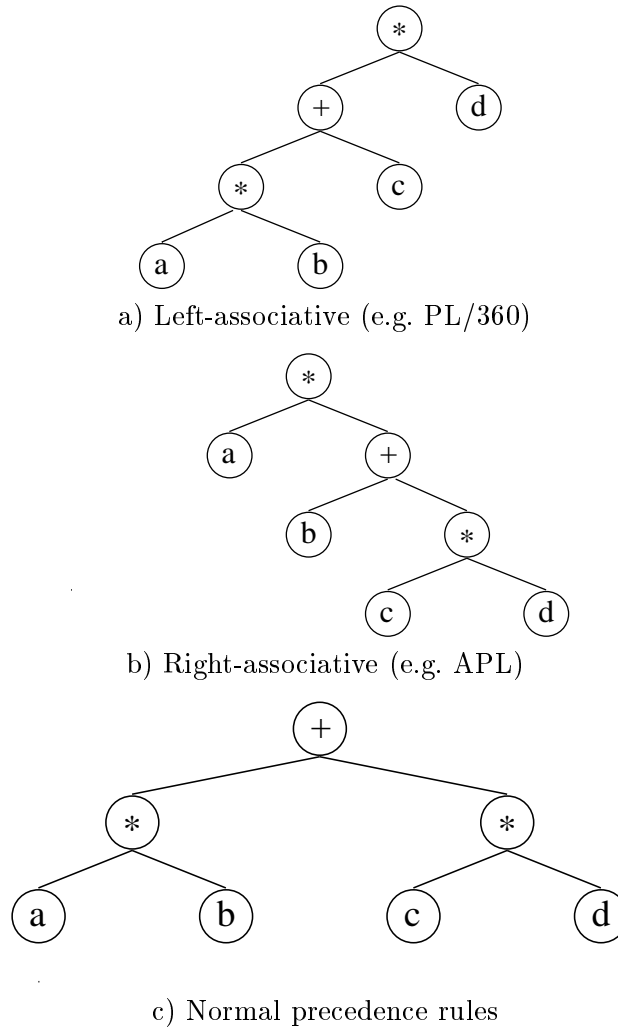 *
+ d
* c
a b
a) Left-associative (e.g. PL/360)
*
a +
b *
c d
b) Right-associative (e.g. APL)
+
* *
a b c d
c) Normal precedence rules